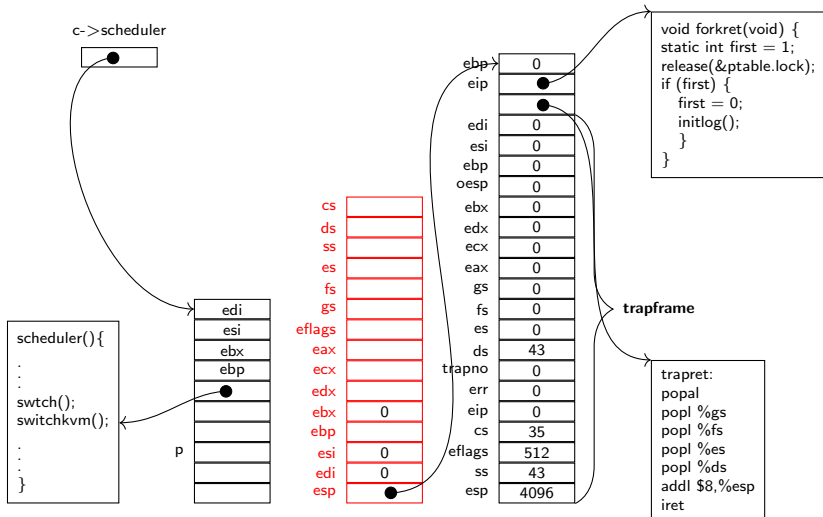 c->scheduler
edi
esi
ebx
ebp
p
scheduler(){
.
.
.
swtch();
switchkvm();
.
.
.
}
cs
ds
ss
es
fs
gs
eflags
eax
ecx
edx
ebx 0
ebp
esi 0
edi 0
esp
ebp 0
eip
edi 0
esi 0
ebp 0
oesp 0
ebx 0
edx 0
ecx 0
eax 0
gs 0
fs 0
es 0
ds 43
trapno 0
err 0
eip 0
cs 35
eflags 512
ss 43
esp 4096
trapframe
void forkret(void) {
static int first = 1;
release(&ptable.lock);
if (first) {
first = 0;
initlog();
}
}
trapret:
popal
popl %gs
popl %fs
popl %es
popl %ds
addl $8,%esp
iret